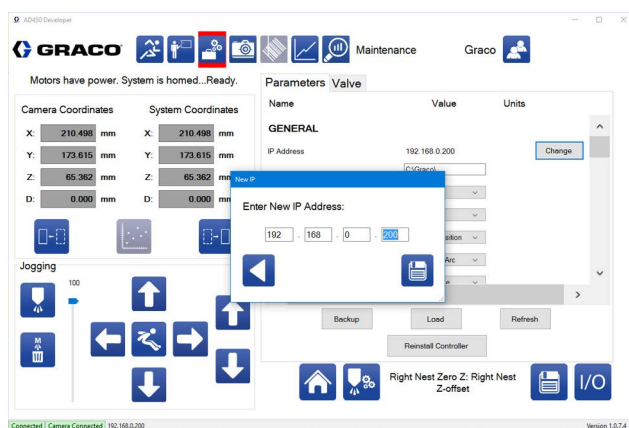 AD450 Developer
GRACO
Maintenance
Graco
Motors have power. System is homed...Ready.
Parameters Valve
Camera Coordinates System Coordinates
X: 210.498 mm X: 210.498 mm
Y: 173.615 mm Y: 173.615 mm
Z: 65.362 mm Z: 65.362 mm
D: 0.000 mm D: 0.000 mm
Name Value Units
GENERAL
IP Address 192.168.0.200 Change
C:\Graco\
New IP
Enter New IP Address:
192 . 168 . 0 . 200
Arc
Jogging
100
M
Backup Load Refresh
Reinstall Controller
Right Nest Zero Z: Right Nest
Z-offset
I/O
Connected Camera Connected 192.168.0.200 Version 1.0.7.4